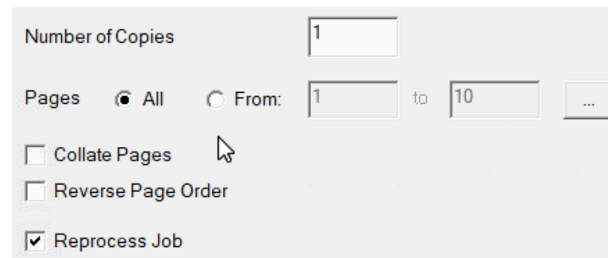 Number of Copies 1
Pages All From: 1 to 10 ...
Collate Pages
Reverse Page Order
Reprocess Job